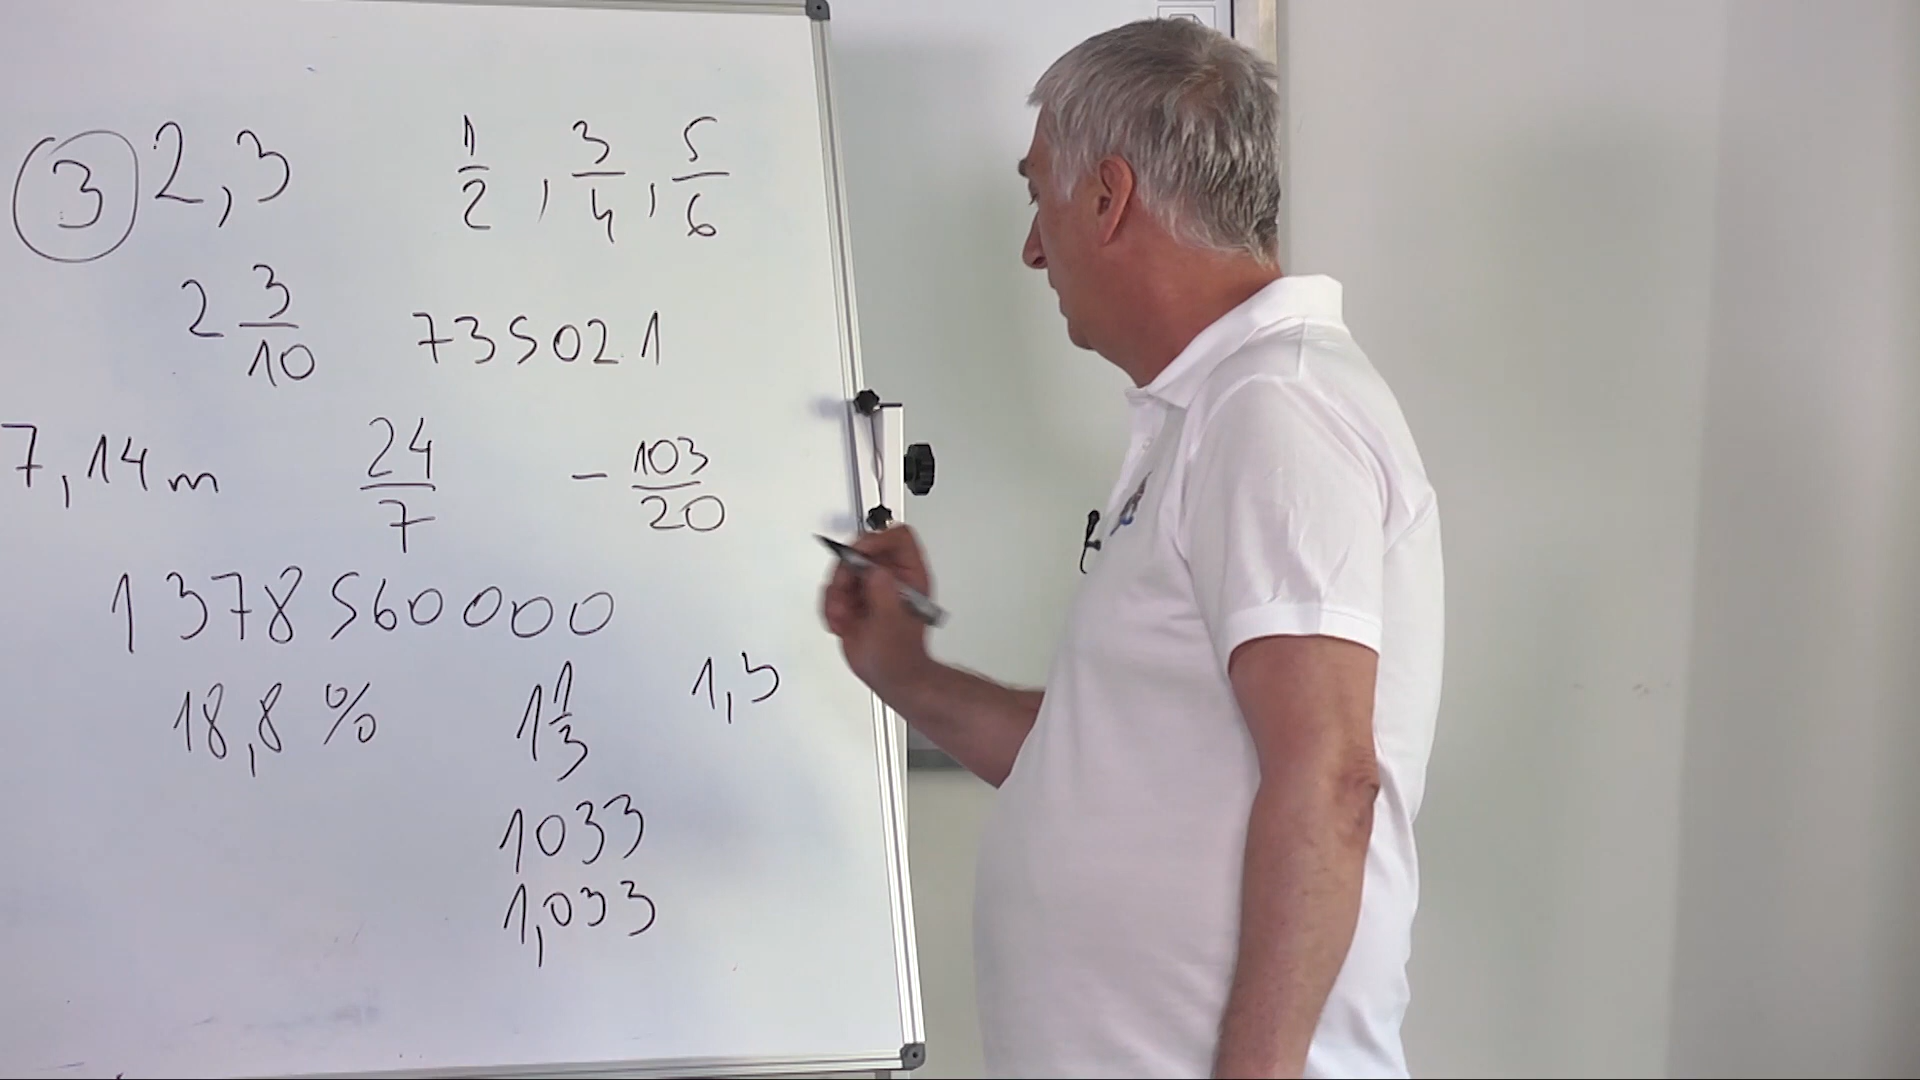 ③ 2,3 1/2, 3/4, 5/6
2 3/10 735021
7,14 m 24/7 - 103/20
1378560000
18,8 % 1 1/3 1,3
1033
1,033